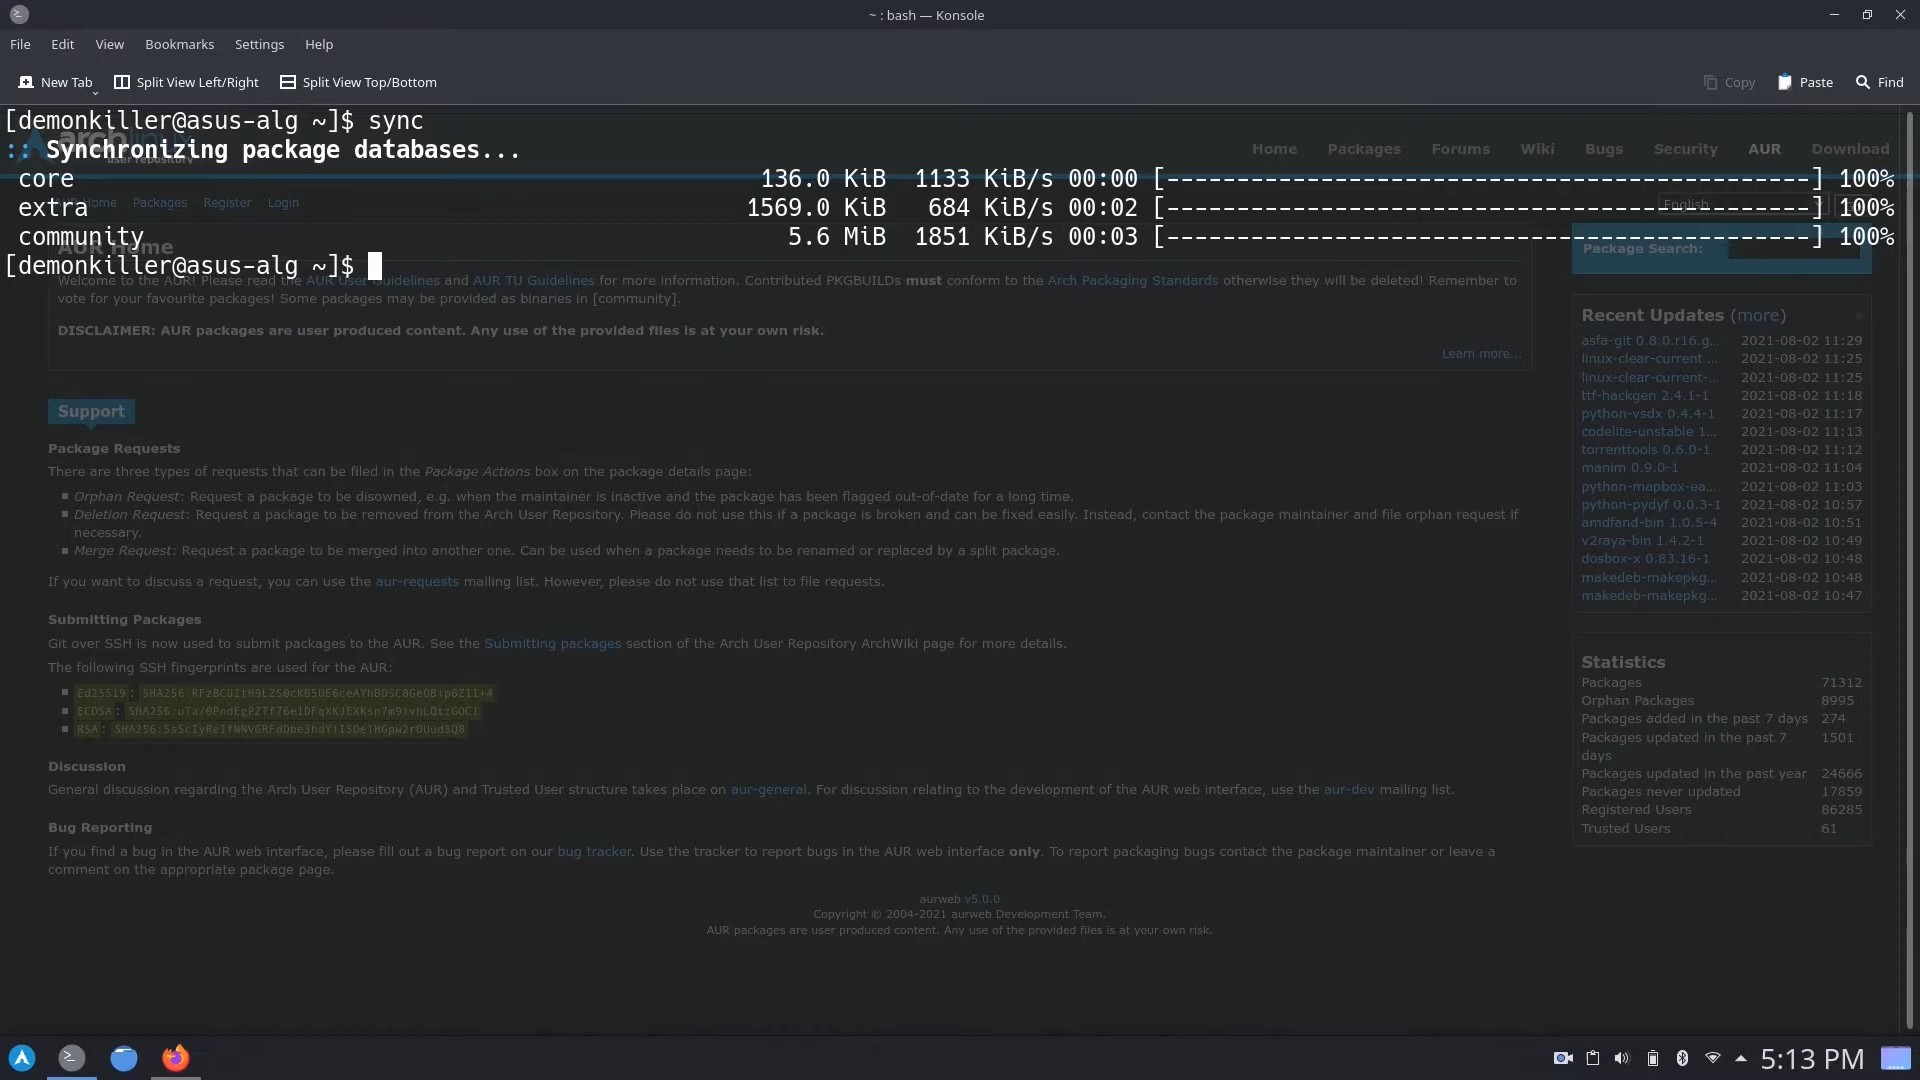 ~ : bash — Konsole
File Edit View Bookmarks Settings Help
New Tab Split View Left/Right Split View Top/Bottom Copy Paste Find
[demonkiller@asus-alg ~]$ sync
:: Synchronizing package databases...
core 136.0 KiB 1133 KiB/s 00:00 [----------------------------------------------] 100%
extra 1569.0 KiB 684 KiB/s 00:02 [----------------------------------------------] 100%
community 5.6 MiB 1851 KiB/s 00:03 [----------------------------------------------] 100%
[demonkiller@asus-alg ~]$
archlinux
user repository
Home Packages Forums Wiki Bugs Security AUR Download
AUR Home Packages Register Login
English
AUR Home
Welcome to the AUR! Please read the AUR User Guidelines and AUR TU Guidelines for more information. Contributed PKGBUILDs must conform to the Arch Packaging Standards otherwise they will be deleted! Remember to
vote for your favourite packages! Some packages may be provided as binaries in [community].
DISCLAIMER: AUR packages are user produced content. Any use of the provided files is at your own risk.
Learn more...
Support
Package Requests
There are three types of requests that can be filed in the Package Actions box on the package details page:
Orphan Request: Request a package to be disowned, e.g. when the maintainer is inactive and the package has been flagged out-of-date for a long time.
Deletion Request: Request a package to be removed from the Arch User Repository. Please do not use this if a package is broken and can be fixed easily. Instead, contact the package maintainer and file orphan request if
necessary.
Merge Request: Request a package to be merged into another one. Can be used when a package needs to be renamed or replaced by a split package.
If you want to discuss a request, you can use the aur-requests mailing list. However, please do not use that list to file requests.
Submitting Packages
Git over SSH is now used to submit packages to the AUR. See the Submitting packages section of the Arch User Repository ArchWiki page for more details.
The following SSH fingerprints are used for the AUR:
Ed25519:
ECDSA:
RSA:
Discussion
General discussion regarding the Arch User Repository (AUR) and Trusted User structure takes place on aur-general. For discussion relating to the development of the AUR web interface, use the aur-dev mailing list.
Bug Reporting
If you find a bug in the AUR web interface, please fill out a bug report on our bug tracker. Use the tracker to report bugs in the AUR web interface only. To report packaging bugs contact the package maintainer or leave a
comment on the appropriate package page.
aurweb v5.0.0
Copyright © 2004-2021 aurweb Development Team.
AUR packages are user produced content. Any use of the provided files is at your own risk.
Package Search:
Recent Updates (more)
asfa-git 0.8.0.r16.g... 2021-08-02 11:29
linux-clear-current ... 2021-08-02 11:25
linux-clear-current-... 2021-08-02 11:25
ttf-hackgen 2.4.1-1 2021-08-02 11:18
python-vsdx 0.4.4-1 2021-08-02 11:17
codelite-unstable 1... 2021-08-02 11:13
torrenttools 0.6.0-1 2021-08-02 11:12
manim 0.9.0-1 2021-08-02 11:04
python-mapbox-ea... 2021-08-02 11:03
python-pydyf 0.0.3-1 2021-08-02 10:57
amdfand-bin 1.0.5-4 2021-08-02 10:51
v2raya-bin 1.4.2-1 2021-08-02 10:49
dosbox-x 0.83.16-1 2021-08-02 10:48
makedeb-makepkg... 2021-08-02 10:48
makedeb-makepkg... 2021-08-02 10:47
Statistics
Packages 71312
Orphan Packages 8995
Packages added in the past 7 days 274
Packages updated in the past 7 1501
days
Packages updated in the past year 24666
Packages never updated 17859
Registered Users 86285
Trusted Users 61
5:13 PM